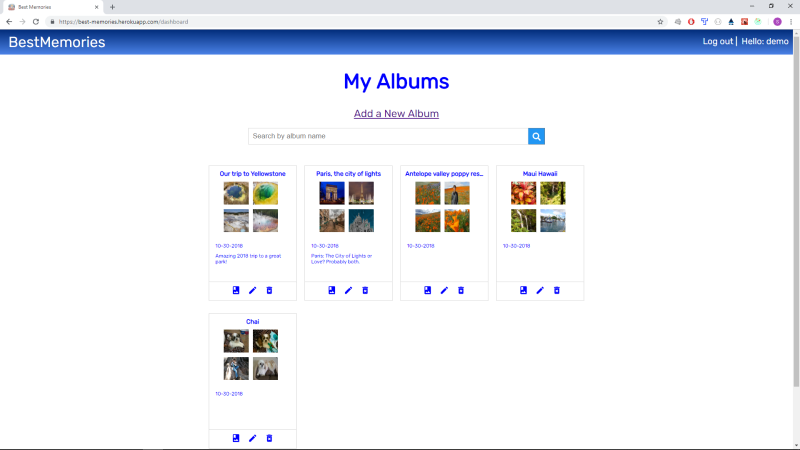 Best Memories
https://best-memories.herokuapp.com/dashboard
BestMemories
Log out | Hello: demo
My Albums
Add a New Album
Search by album name
Our trip to Yellowstone
10-30-2018
Amazing 2018 trip to a great
park!
Paris, the city of lights
10-30-2018
Paris: The City of Lights or
Love? Probably both.
Antelope valley poppy res...
10-30-2018
Maui Hawaii
10-30-2018
Chai
10-30-2018